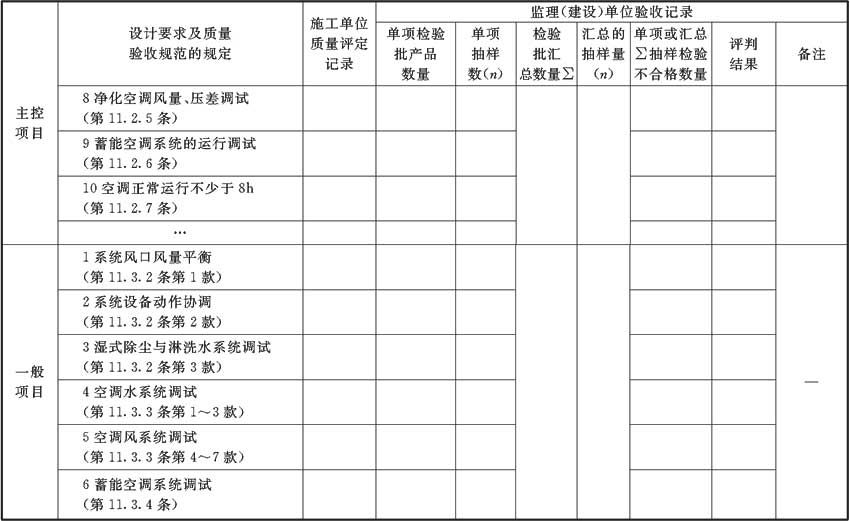 设计要求及质量
验收规范的规定
施工单位
质量评定
记录
监理(建设)单位验收记录
单项检验
批产品
数量
单项
抽样
数(n)
检验
批汇
总数量∑
汇总的
抽样量
(n)
单项或汇总
∑抽样检验
不合格数量
评判
结果
备注
主控
项目
8 净化空调风量、压差调试
(第 11.2.5 条)
9 蓄能空调系统的运行调试
(第 11.2.6 条)
10 空调正常运行不少于 8h
(第 11.2.7 条)
…
一般
项目
1 系统风口风量平衡
(第 11.3.2 条第 1 款)
2 系统设备动作协调
(第 11.3.2 条第 2 款)
3 湿式除尘与淋洗水系统调试
(第 11.3.2 条第 3 款)
4 空调水系统调试
(第 11.3.3 条第 1～3 款)
5 空调风系统调试
(第 11.3.3 条第 4～7 款)
6 蓄能空调系统调试
(第 11.3.4 条)
—